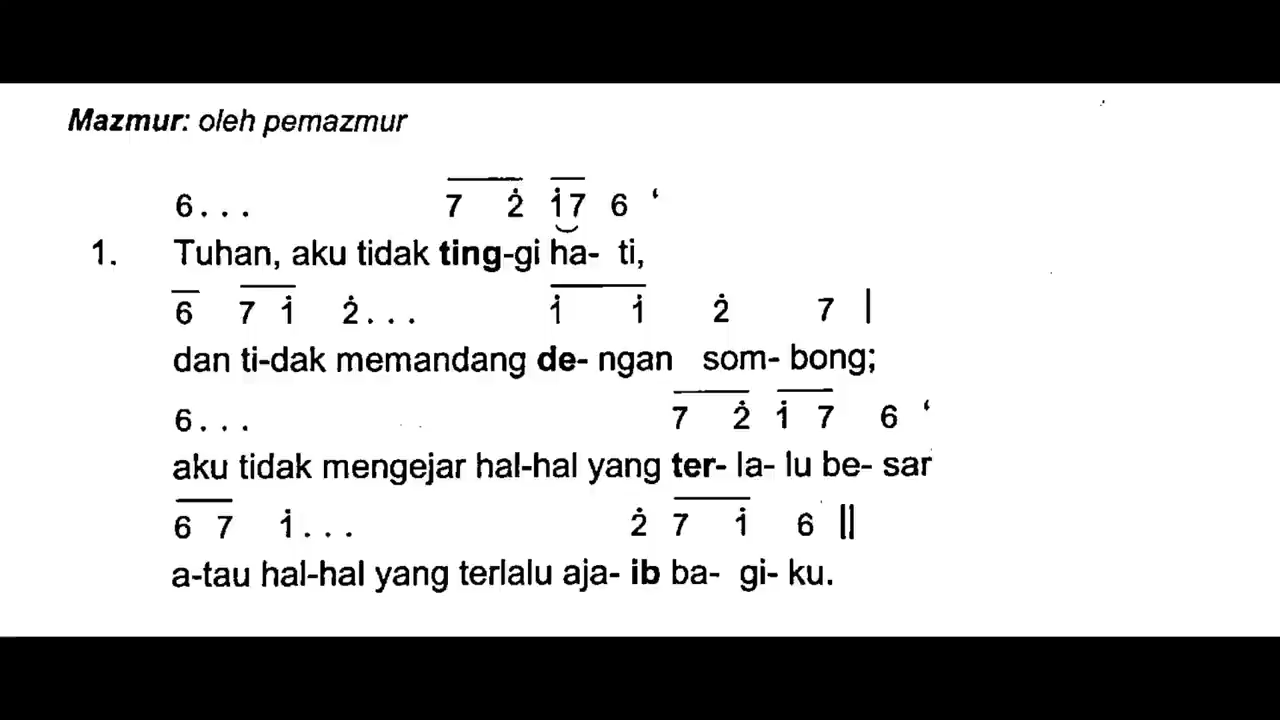 Mazmur: oleh pemazmur
6... 7 2̇ 1̇7 6 ‘
1. Tuhan, aku tidak ting-gi ha- ti,
6 7 1̇ 2̇... 1̇ 1̇ 2̇ 7 |
dan ti-dak memandang de- ngan som- bong;
6... 7 2̇ 1̇ 7 6 ‘
aku tidak mengejar hal-hal yang ter- la- lu be- sar
6 7 1̇... 2̇ 7 1̇ 6 ||
a-tau hal-hal yang terlalu aja- ib ba- gi- ku.